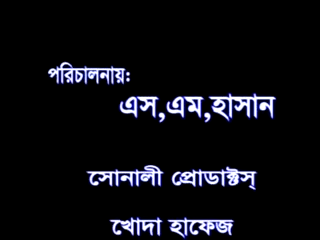 পরিচালনায়:
এস,এম,হাসান
সোনালী প্রোডাক্টস্
খোদা হাফেজ